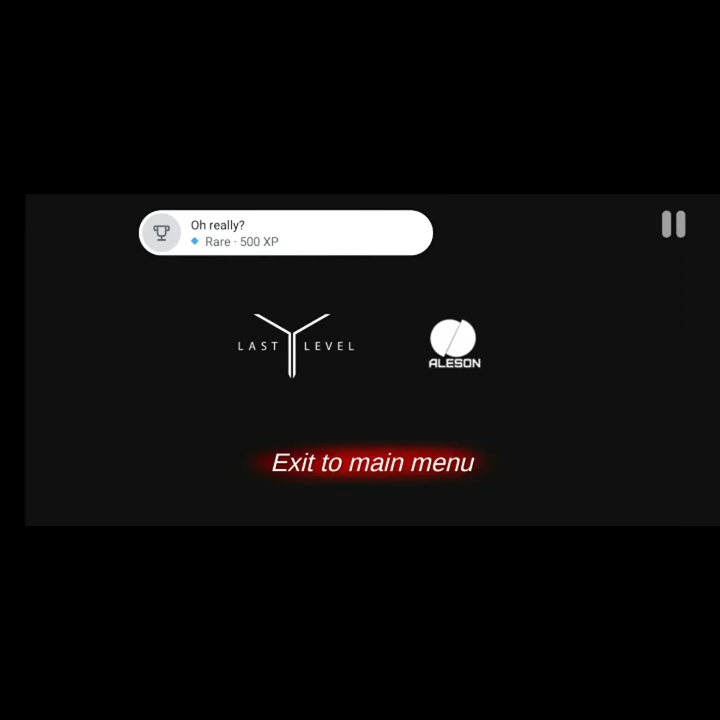 Oh really?
Rare · 500 XP
LAST LEVEL
ALESON
Exit to main menu